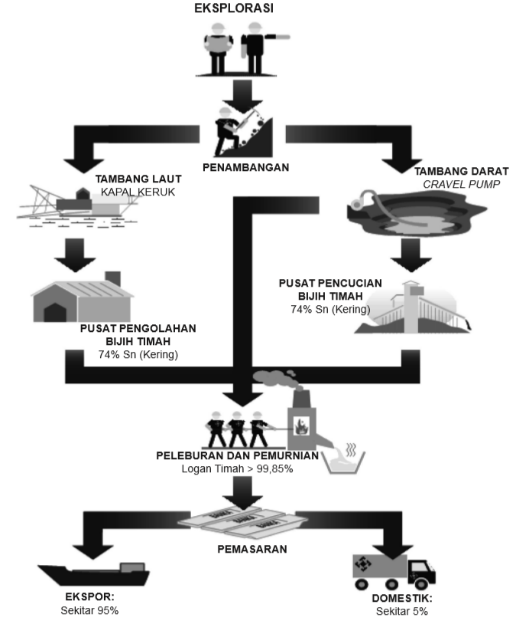 EKSPLORASI
PENAMBANGAN
TAMBANG LAUT
KAPAL KERUK
TAMBANG DARAT
CRAVEL PUMP
PUSAT PENGOLAHAN
BIJIH TIMAH
74% Sn (Kering)
PUSAT PENCUCIAN
BIJIH TIMAH
74% Sn (Kering)
PELEBURAN DAN PEMURNIAN
Logan Timah > 99,85%
PEMASARAN
EKSPOR:
Sekitar 95%
DOMESTIK:
Sekitar 5%